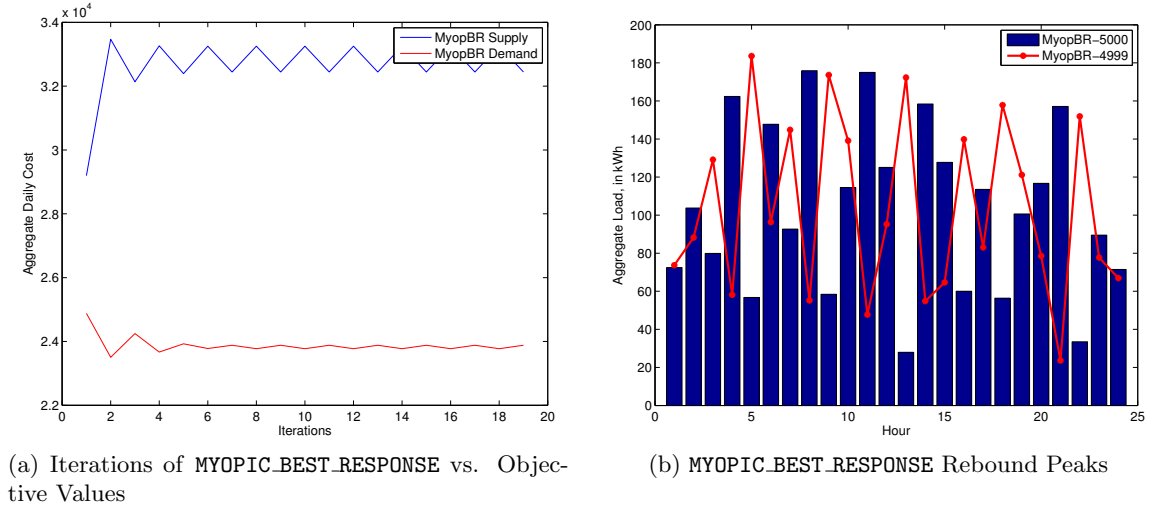 x 10^4
3.4
3.2
3
2.8
2.6
2.4
2.2
0 2 4 6 8 10 12 14 16 18 20
Aggregate Daily Cost
Iterations
MyopBR Supply
MyopBR Demand
(a) Iterations of MYOPIC_BEST_RESPONSE vs. Objec-
tive Values
200
180
160
140
120
100
80
60
40
20
0
0 5 10 15 20 25
Aggregate Load, in kWh
Hour
MyopBR-5000
MyopBR-4999
(b) MYOPIC_BEST_RESPONSE Rebound Peaks